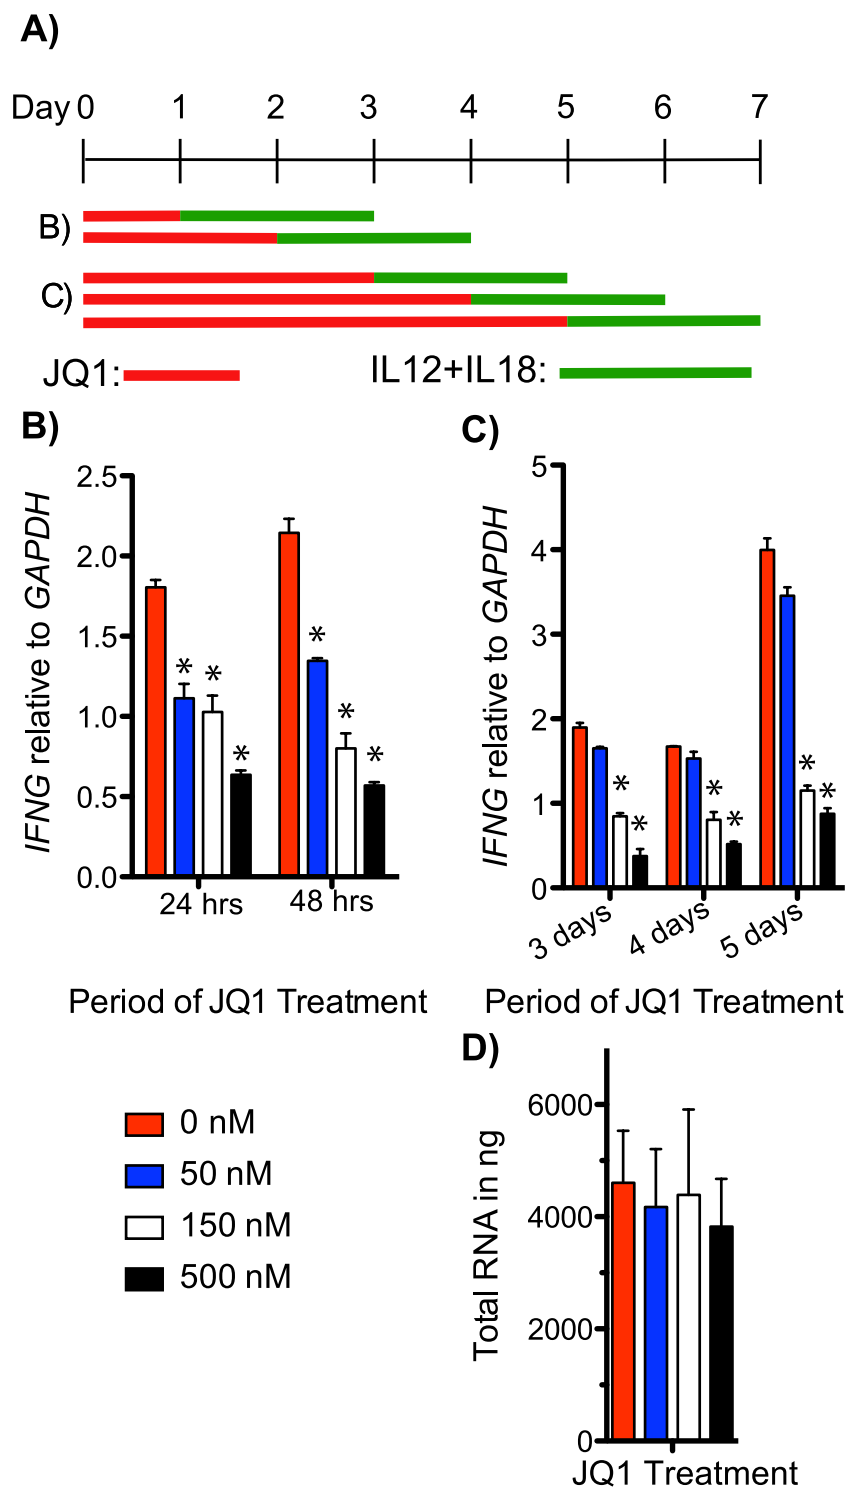 A)
Day 0 1 2 3 4 5 6 7
B)
C)
JQ1: IL12+IL18:
B)
IFNG relative to GAPDH
2.5
2.0
1.5
1.0
0.5
0.0
* * *
* * *
24 hrs 48 hrs
Period of JQ1 Treatment
C)
IFNG relative to GAPDH
5
4
3
2
1
0
* *
* *
* *
3 days 4 days 5 days
Period of JQ1 Treatment
0 nM
50 nM
150 nM
500 nM
D)
Total RNA in ng
6000
4000
2000
0
JQ1 Treatment